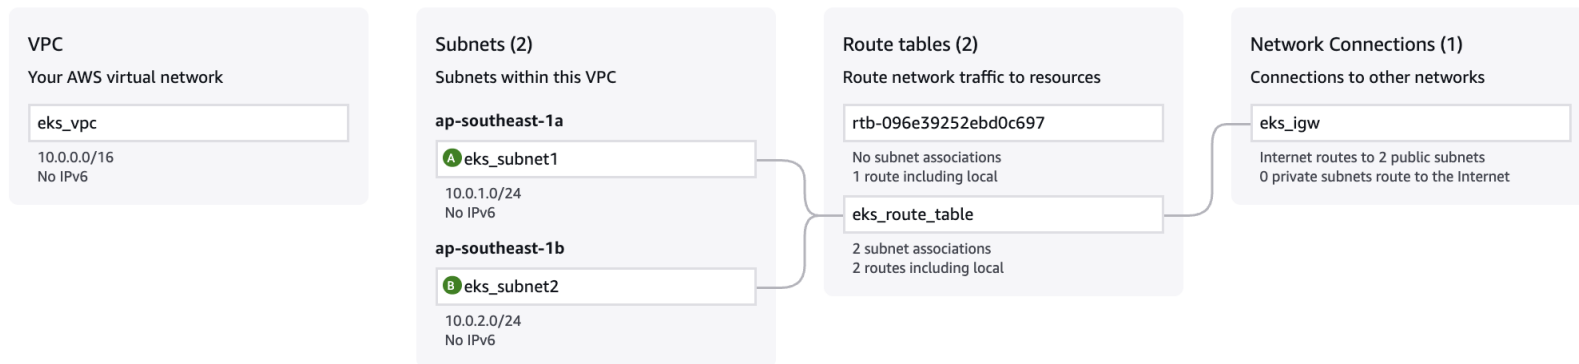 VPC
Your AWS virtual network
eks_vpc
10.0.0.0/16
No IPv6
Subnets (2)
Subnets within this VPC
ap-southeast-1a
A eks_subnet1
10.0.1.0/24
No IPv6
ap-southeast-1b
B eks_subnet2
10.0.2.0/24
No IPv6
Route tables (2)
Route network traffic to resources
rtb-096e39252ebd0c697
No subnet associations
1 route including local
eks_route_table
2 subnet associations
2 routes including local
Network Connections (1)
Connections to other networks
eks_igw
Internet routes to 2 public subnets
0 private subnets route to the Internet